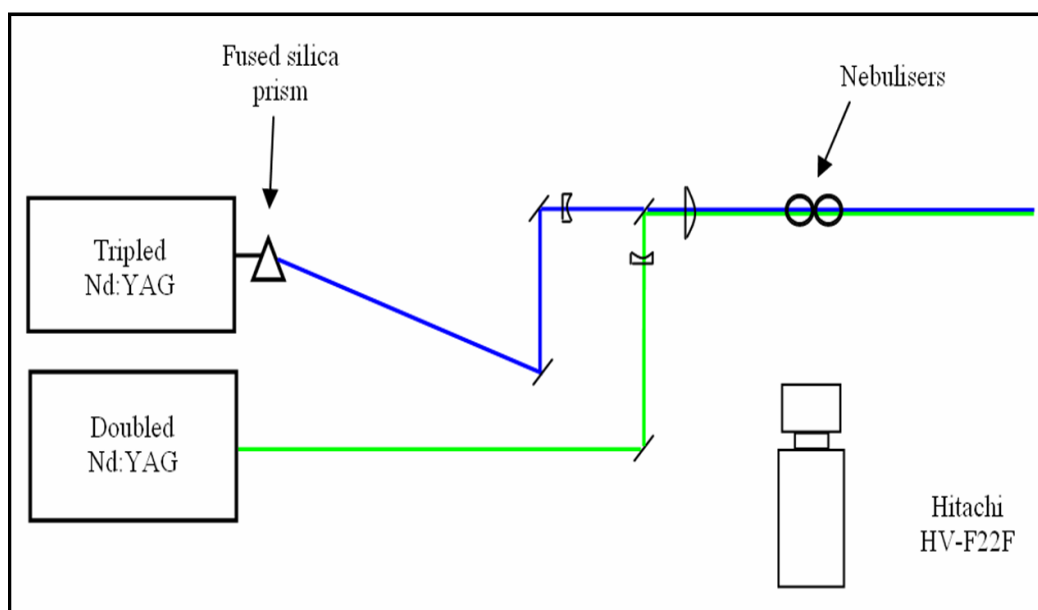 Fused silica
prism
Nebulisers
Tripled
Nd:YAG
Doubled
Nd:YAG
Hitachi
HV-F22F